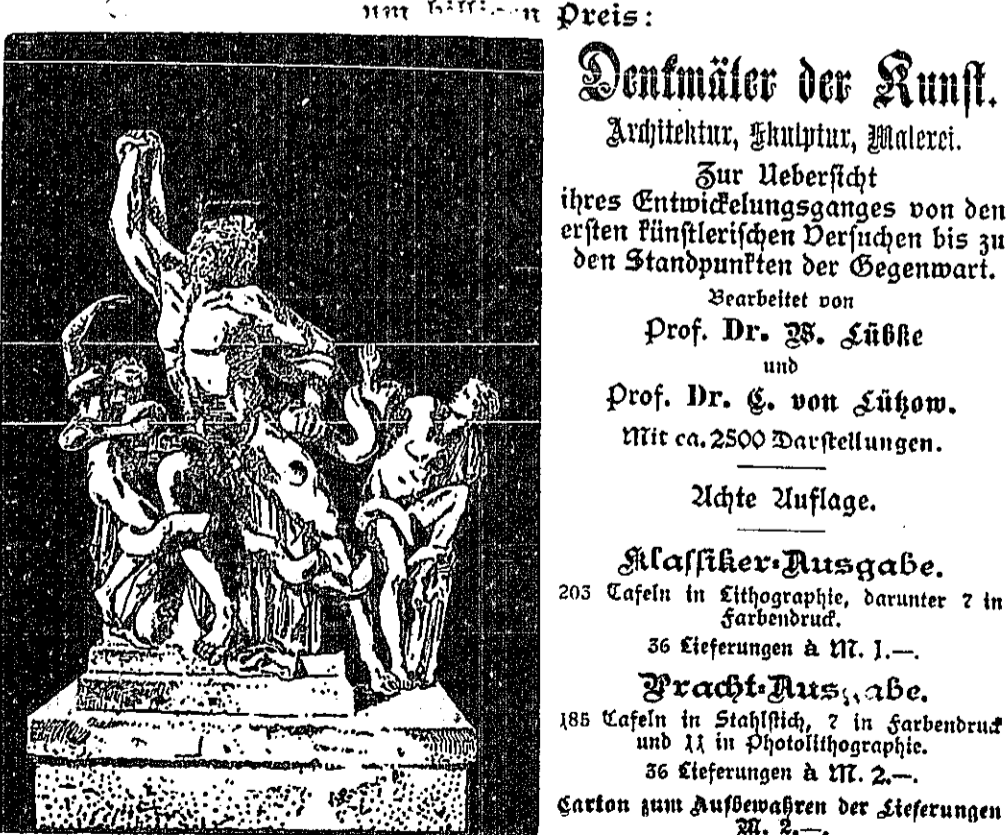 Preis:
Denkmäler der Kunst.
Architektur, Skulptur, Malerei.
Zur Uebersicht
ihres Entwickelungsganges von den
ersten künstlerischen Versuchen bis zu
den Standpunkten der Gegenwart.
Bearbeitet von
Prof. Dr. W. Lübke
und
Prof. Dr. C. von Lützow.
Mit ca. 2500 Darstellungen.
Achte Auflage.
Klassiker-Ausgabe.
203 Tafeln in Lithographie, darunter 7 in
Farbendruck.
36 Lieferungen à M. 1.—.
Pracht-Ausgabe.
185 Tafeln in Stahlstich, 7 in Farbendruck
und 11 in Photolithographie.
36 Lieferungen à M. 2.—.
Carton zum Aufbewahren der Lieferungen
M. 2.—.